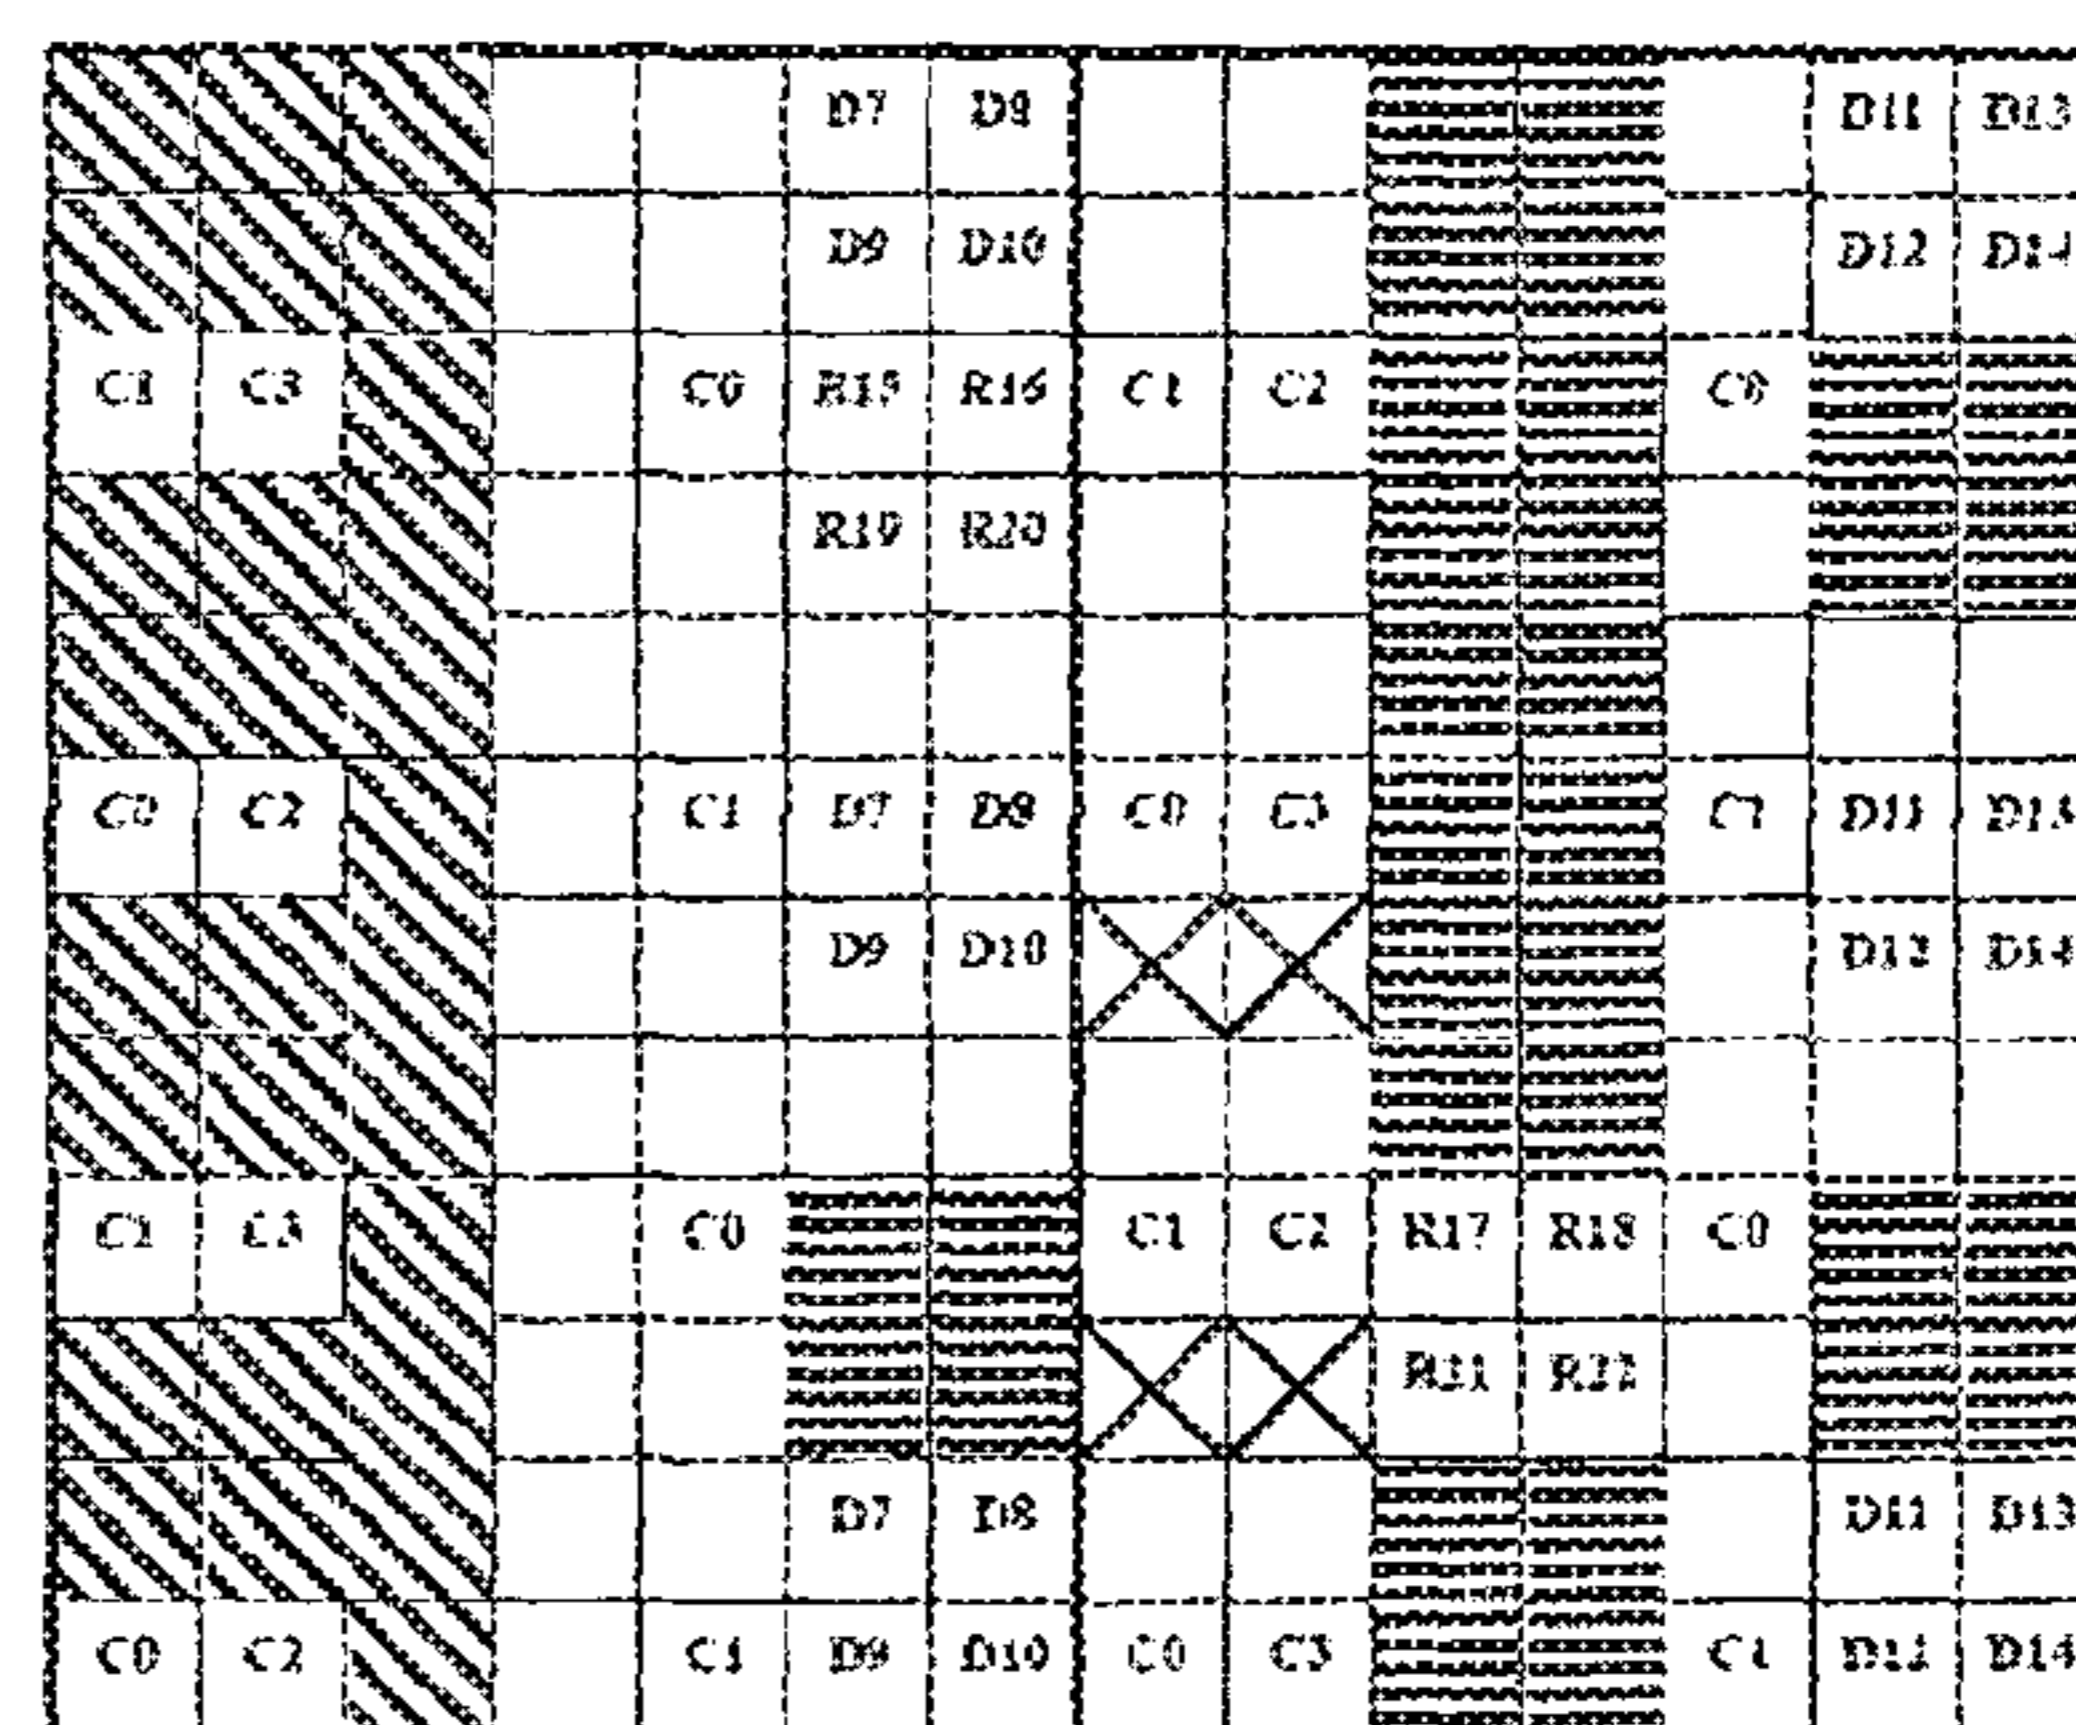 D7 D8 D11 D13
D9 D10 D12 D14
C1 C3 C0 R15 R16 C1 C2 C0
R19 R20
C0 C2 C1 D7 D8 C0 C3 C1 D11 D13
D9 D10 D12 D14
C1 C3 C0 C1 C2 R17 R18 C0
R21 R22
D7 D8 D11 D13
C0 C2 C1 D9 D10 C0 C3 C1 D12 D14